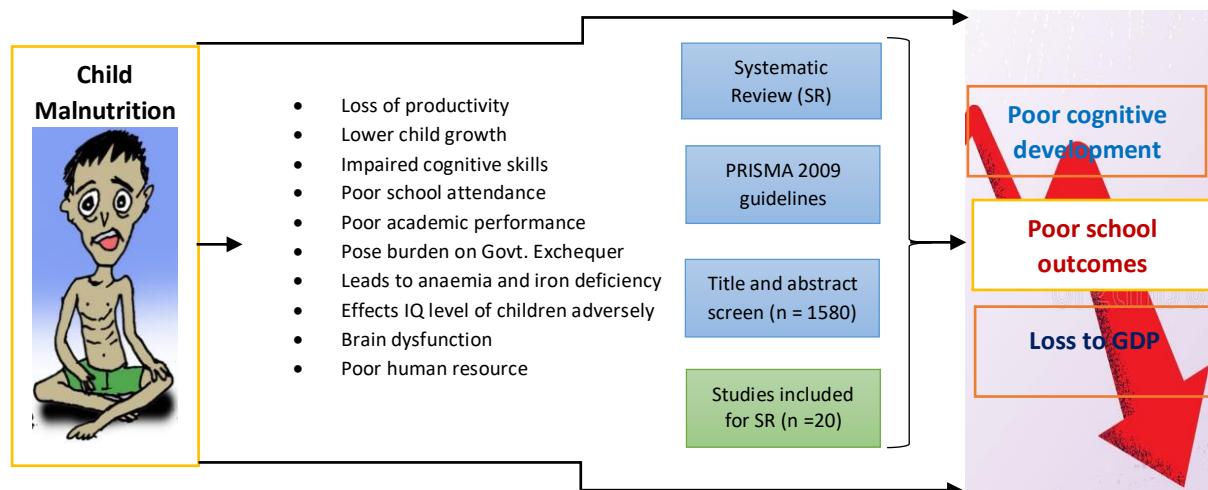 Child
Malnutrition
• Loss of productivity
• Lower child growth
• Impaired cognitive skills
• Poor school attendance
• Poor academic performance
• Pose burden on Govt. Exchequer
• Leads to anaemia and iron deficiency
• Effects IQ level of children adversely
• Brain dysfunction
• Poor human resource
Systematic
Review (SR)
PRISMA 2009
guidelines
Title and abstract
screen (n = 1580)
Studies included
for SR (n =20)
Poor cognitive
development
Poor school
outcomes
Loss to GDP